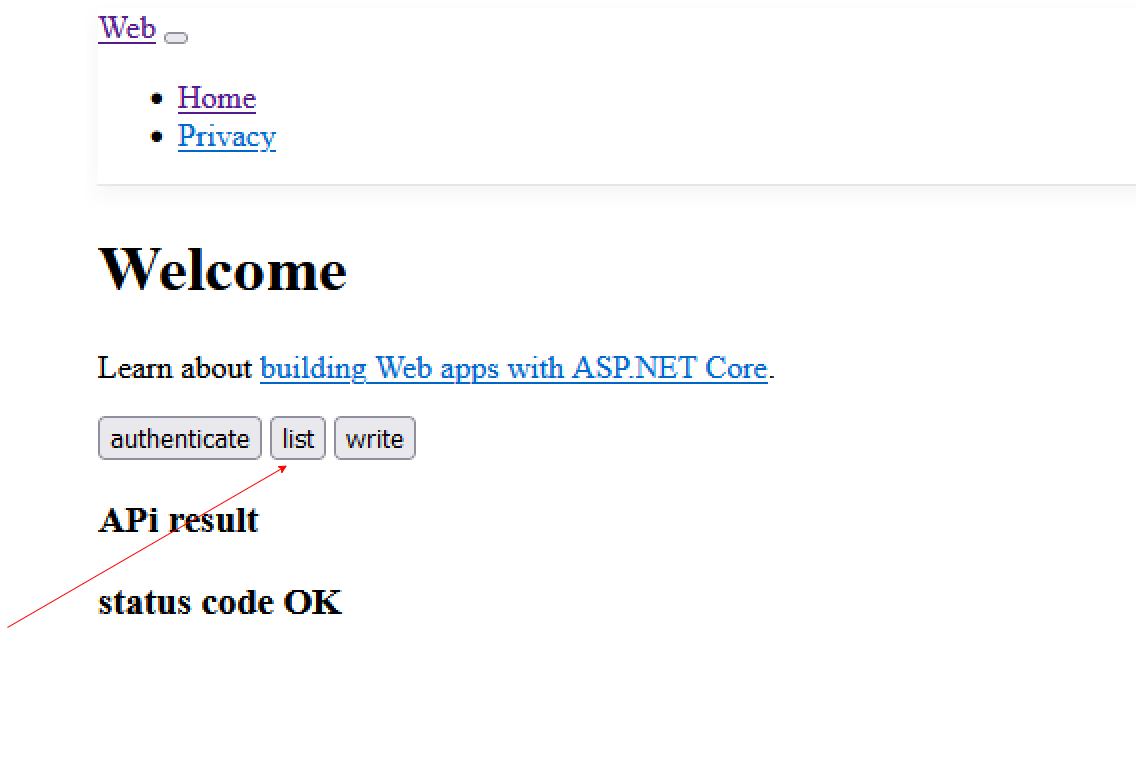 Web
Home
Privacy
Welcome
Learn about building Web apps with ASP.NET Core.
authenticate list write
APi result
status code OK